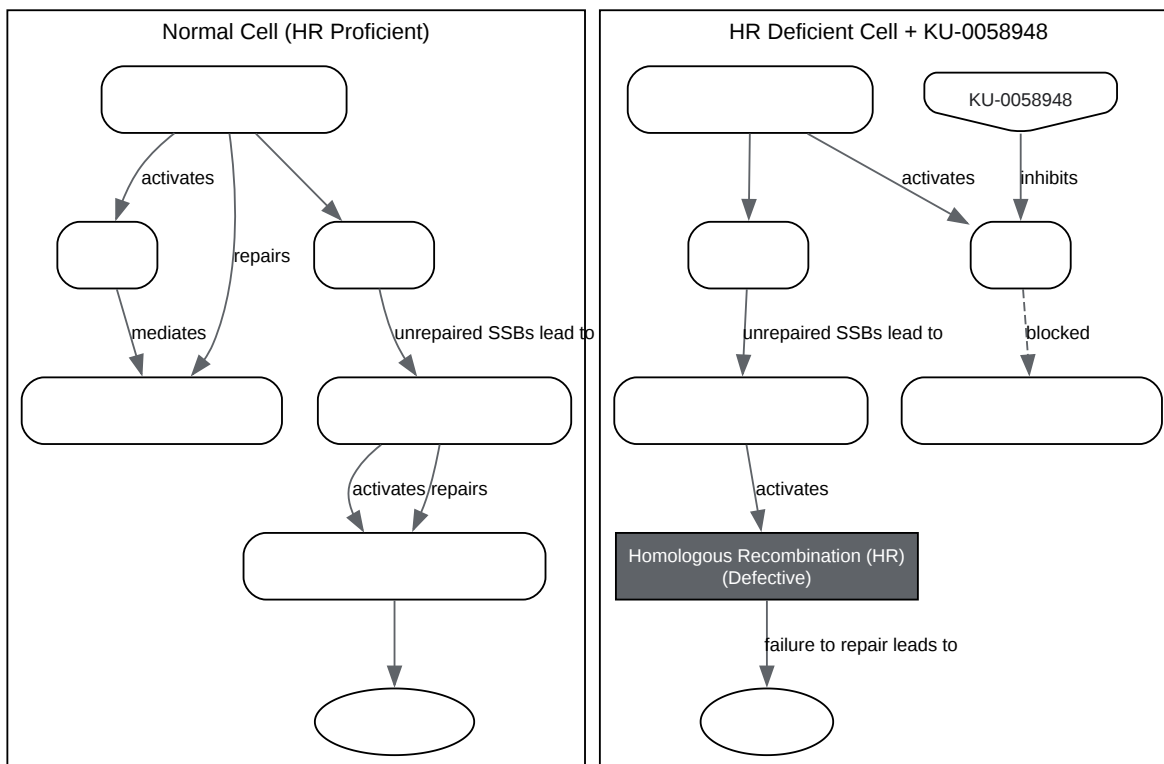 Normal Cell (HR Proficient)
activates
repairs
mediates
unrepaired SSBs lead to
activates
repairs
HR Deficient Cell + KU-0058948
KU-0058948
activates
inhibits
unrepaired SSBs lead to
blocked
activates
Homologous Recombination (HR)
(Defective)
failure to repair leads to